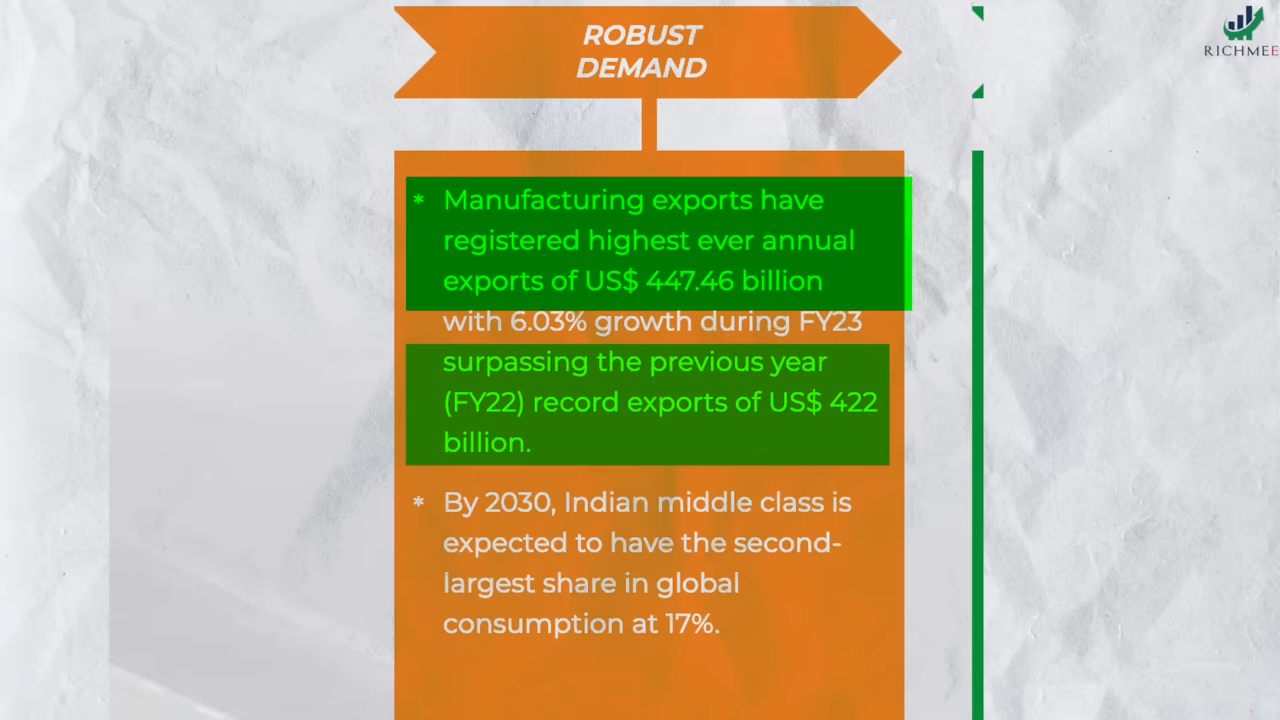 ROBUST
DEMAND
RICHMEE
* Manufacturing exports have
registered highest ever annual
exports of US$ 447.46 billion
with 6.03% growth during FY23
surpassing the previous year
(FY22) record exports of US$ 422
billion.
* By 2030, Indian middle class is
expected to have the second-
largest share in global
consumption at 17%.